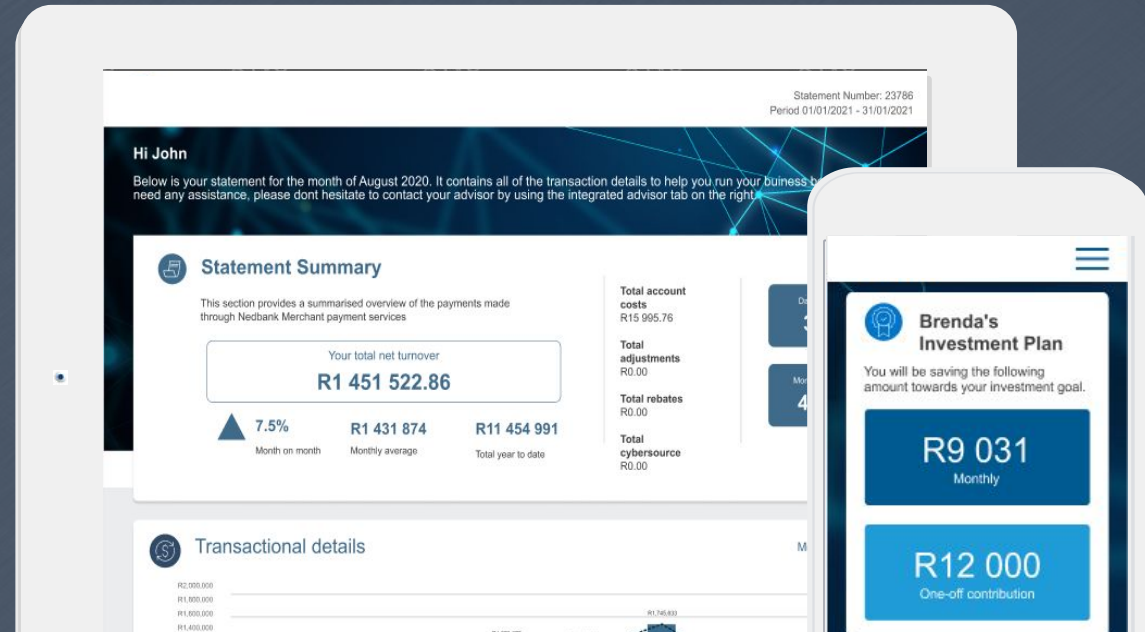 Statement Number: 23786
Period 01/01/2021 - 31/01/2021
Hi John
Below is your statement for the month of August 2020. It contains all of the transaction details to help you run your buiness
need any assistance, please dont hesitate to contact your advisor by using the integrated advisor tab on the right
Statement Summary
This section provides a summarised overview of the payments made
through Nedbank Merchant payment services
Your total net turnover
R1 451 522.86
7.5%
Month on month
R1 431 874
Monthly average
R11 454 991
Total year to date
Total account
costs
R15 995.76
Total
adjustments
R0.00
Total rebates
R0.00
Total
cybersource
R0.00
Transactional details
R2,000,000
R1,800,000
R1,600,000
R1,400,000
R1,745,633
Brenda's
Investment Plan
You will be saving the following
amount towards your investment goal.
R9 031
Monthly
R12 000
One-off contribution